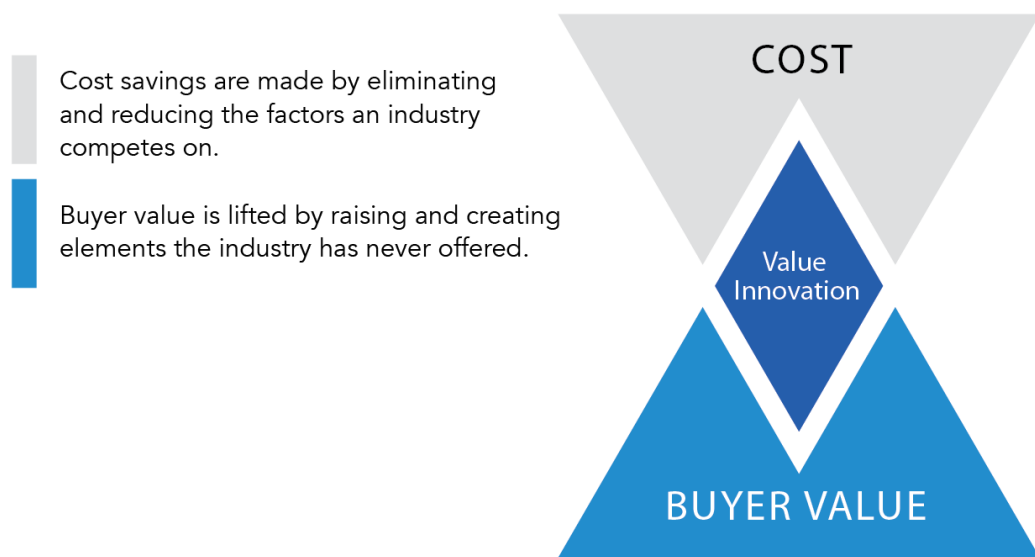 Cost savings are made by eliminating
and reducing the factors an industry
competes on.
Buyer value is lifted by raising and creating
elements the industry has never offered.
COST
Value
Innovation
BUYER VALUE